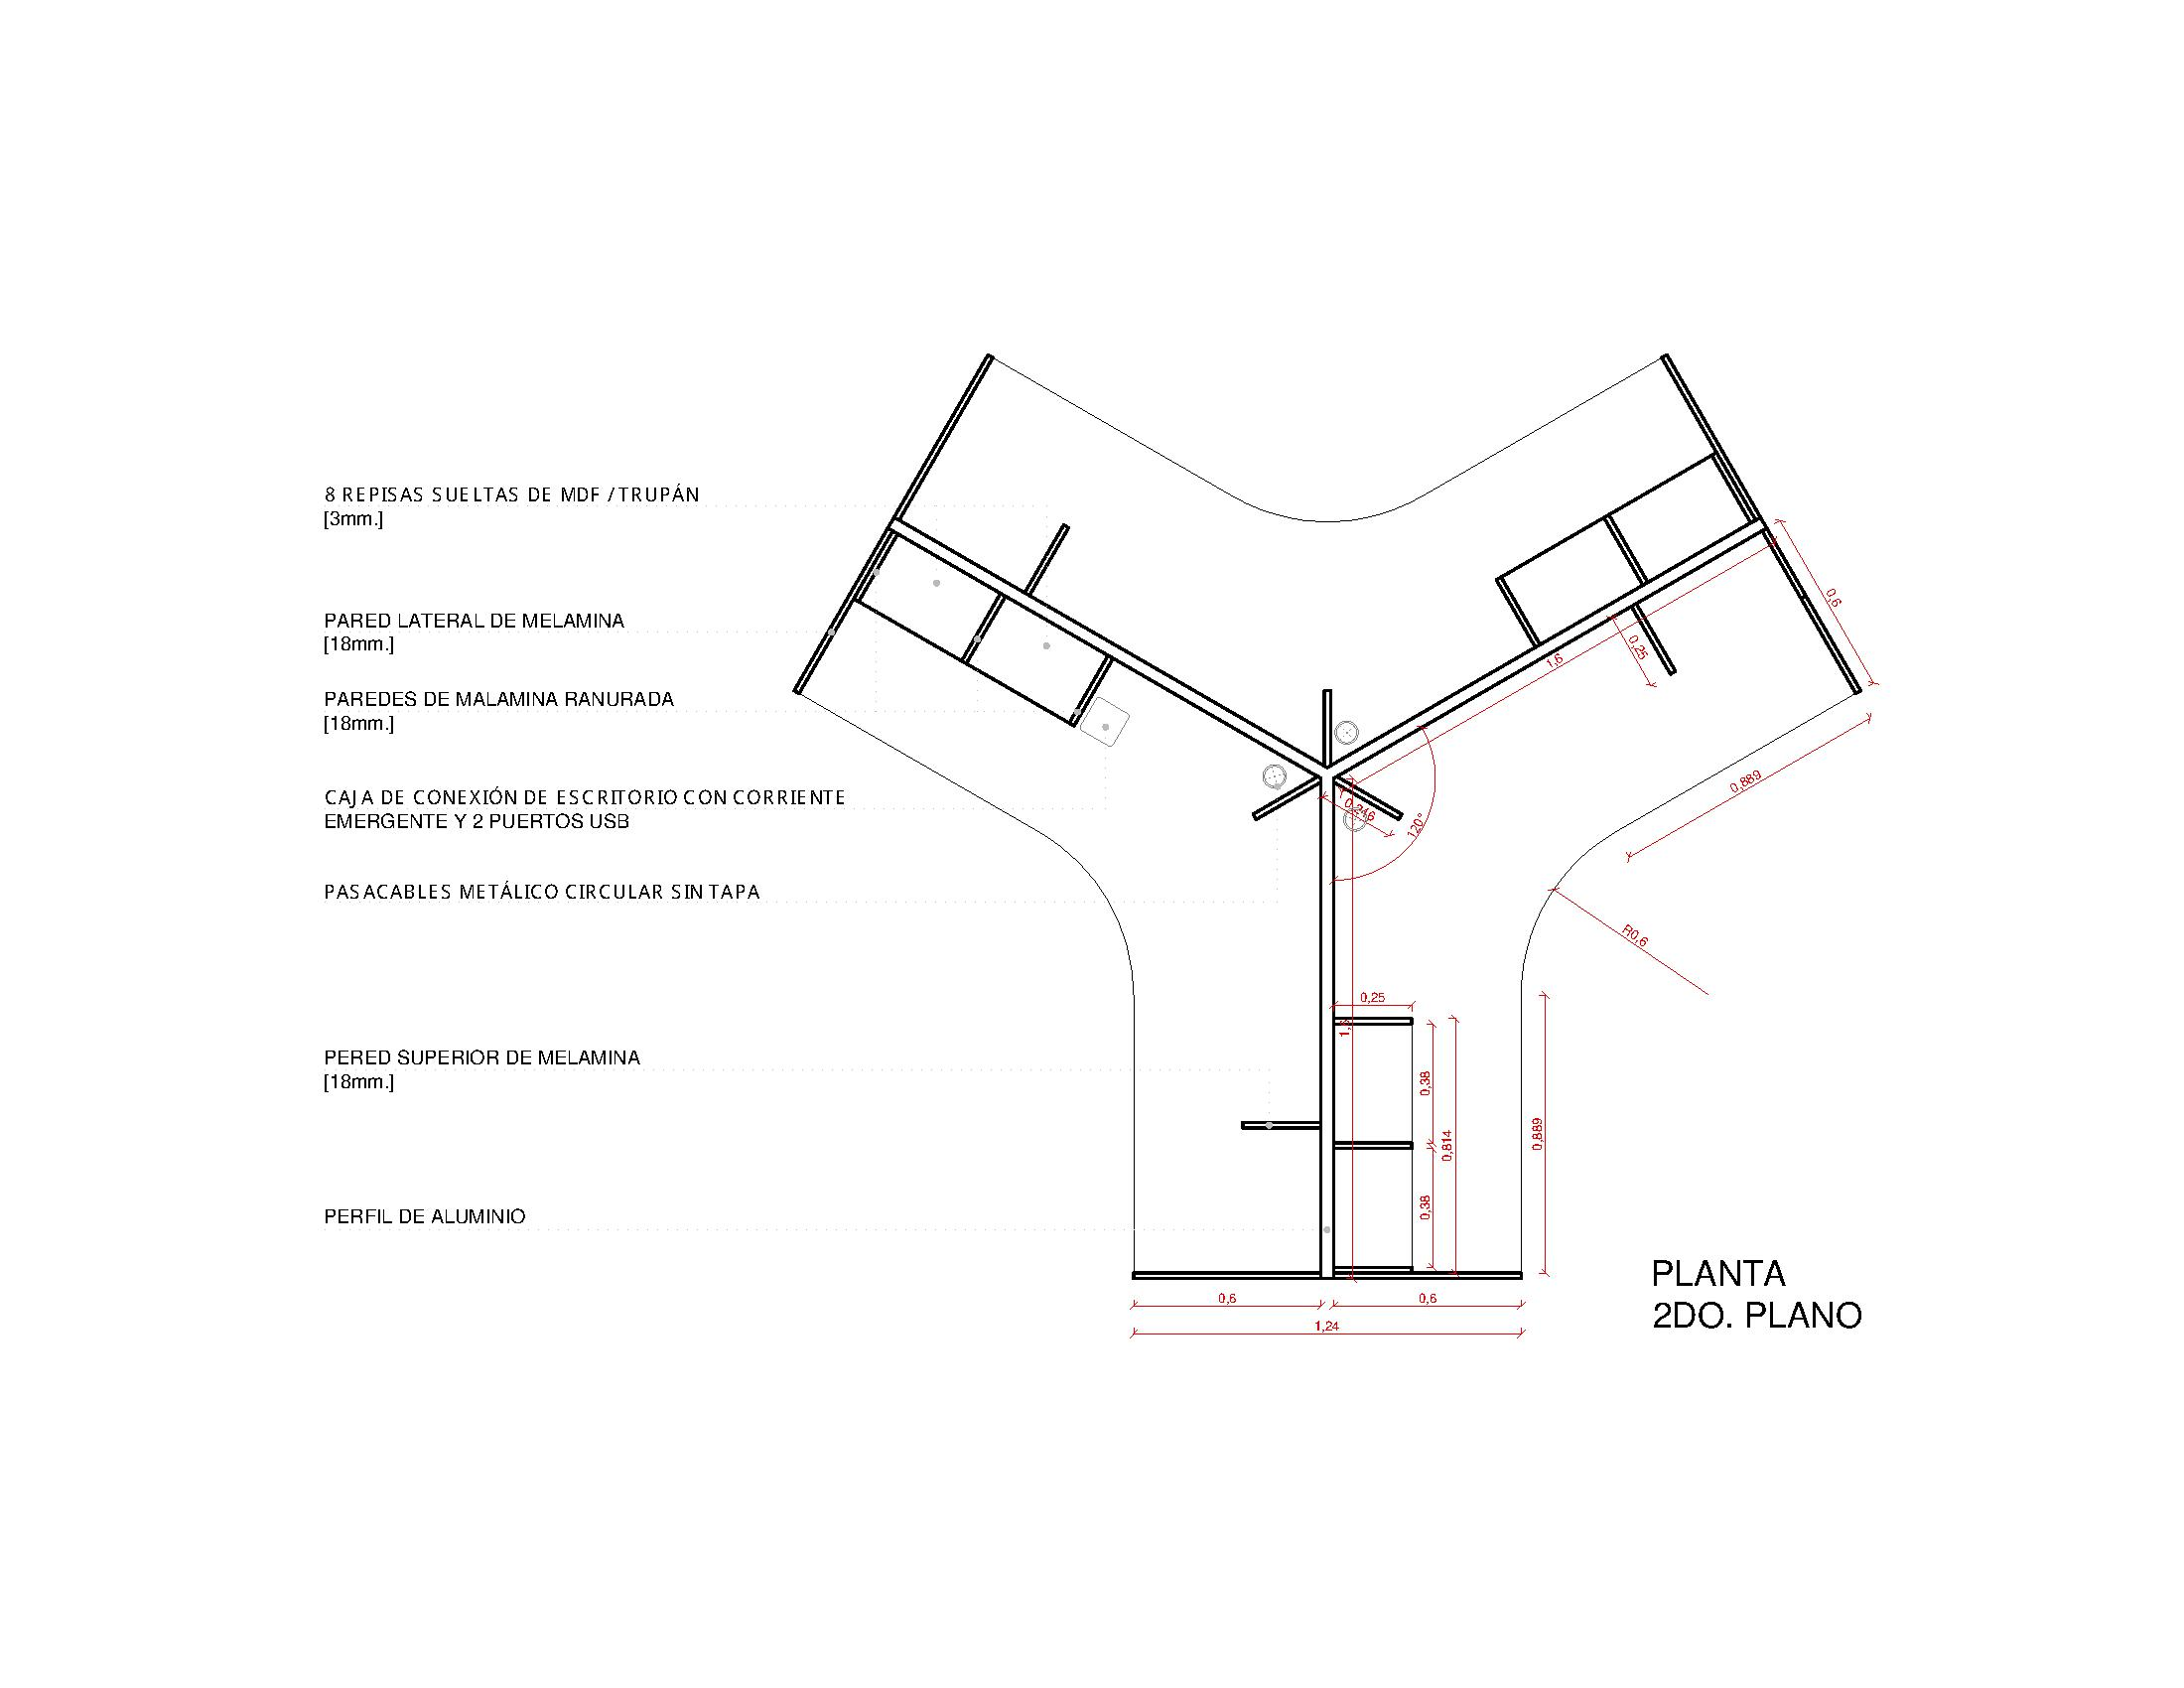 8 REPISAS SUELTAS DE MDF / TRUPÁN
[3mm.]
PARED LATERAL DE MELAMINA
[18mm.]
PAREDES DE MALAMINA RANURADA
[18mm.]
CAJA DE CONEXIÓN DE ESCRITORIO CON CORRIENTE
EMERGENTE Y 2 PUERTOS USB
PASACABLES METÁLICO CIRCULAR SIN TAPA
PERED SUPERIOR DE MELAMINA
[18mm.]
PERFIL DE ALUMINIO
0,6
0,25
1,6
0,889
0,246
120°
R0,6
0,25
0,38
0,814
0,889
0,38
0,6
0,6
1,24
PLANTA
2DO. PLANO